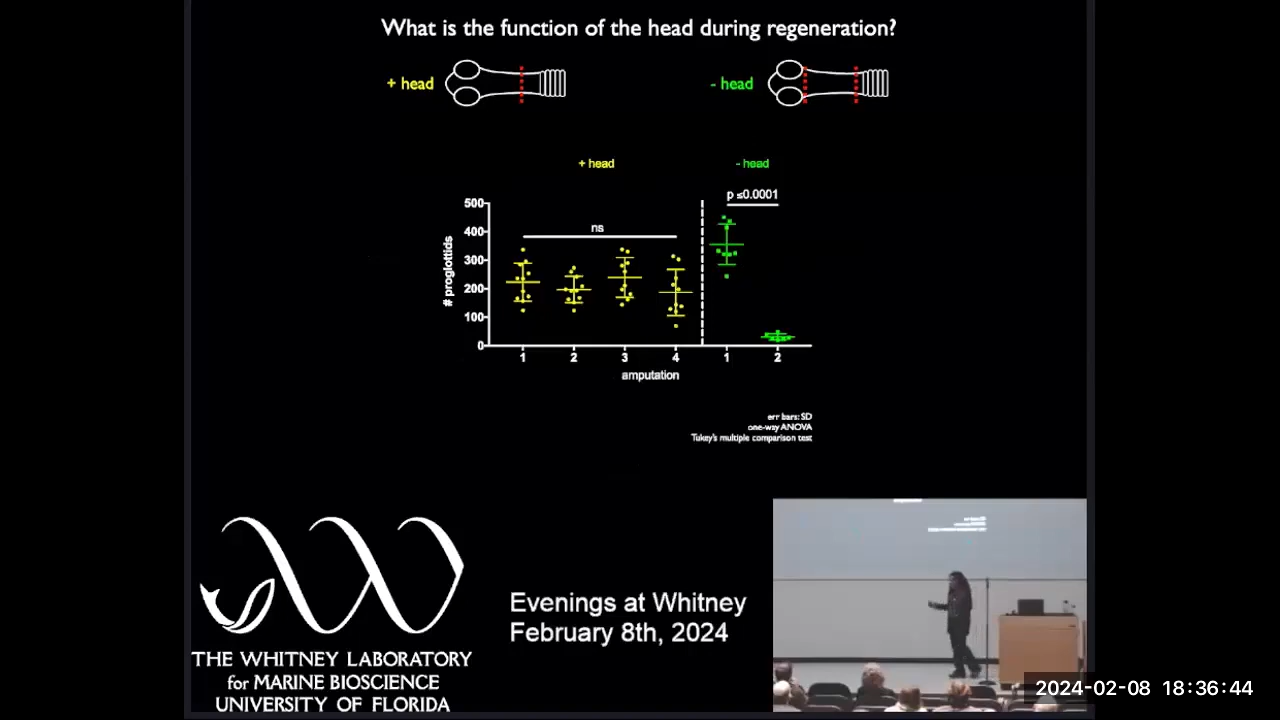 What is the function of the head during regeneration?
+ head
- head
+ head
- head
p ≤0.0001
ns
500
400
300
200
100
0
# proglottids
1 2 3 4 1 2
amputation
err bars: SD
one-way ANOVA
Tukey's multiple comparison test
THE WHITNEY LABORATORY
for MARINE BIOSCIENCE
UNIVERSITY OF FLORIDA
Evenings at Whitney
February 8th, 2024
2024-02-08 18:36:44